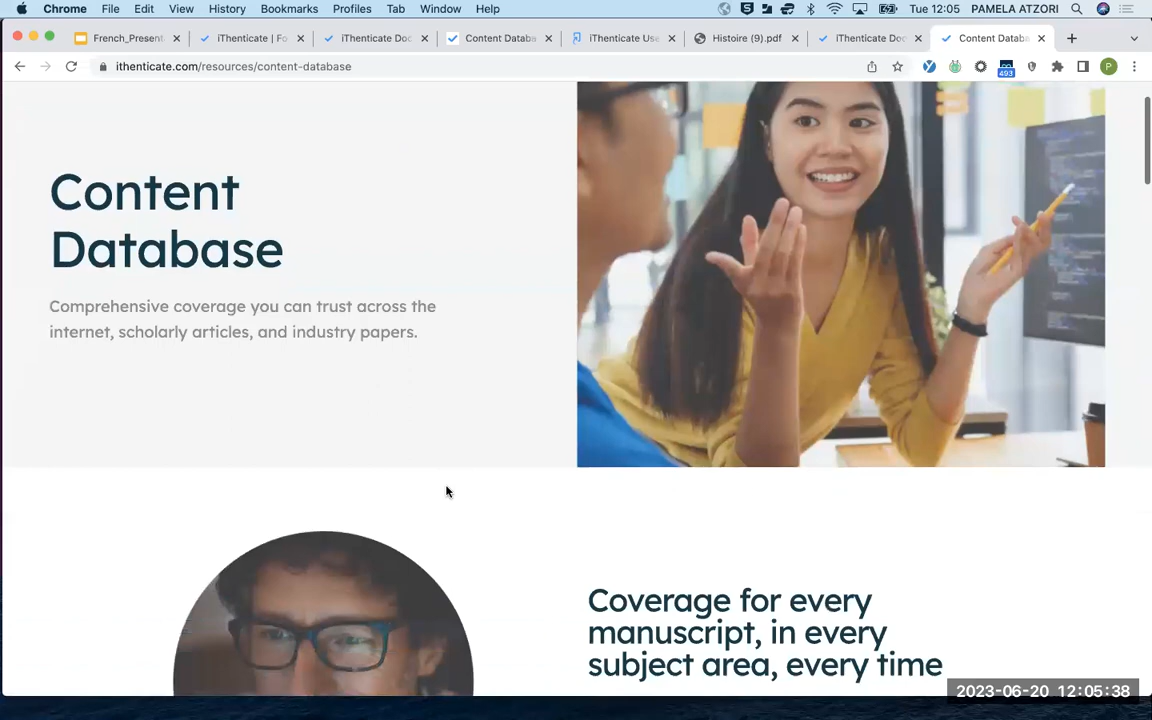 Chrome File Edit View History Bookmarks Profiles Tab Window Help Tue 12:05 PAMELA ATZORI
French_Present iThenticate | Fo iThenticate Doc Content Databa iThenticate Use Histoire (9).pdf iThenticate Doc Content Databa
ithenticate.com/resources/content-database
493
P
Content
Database
Comprehensive coverage you can trust across the
internet, scholarly articles, and industry papers.
Coverage for every
manuscript, in every
subject area, every time
2023-06-20 12:05:38